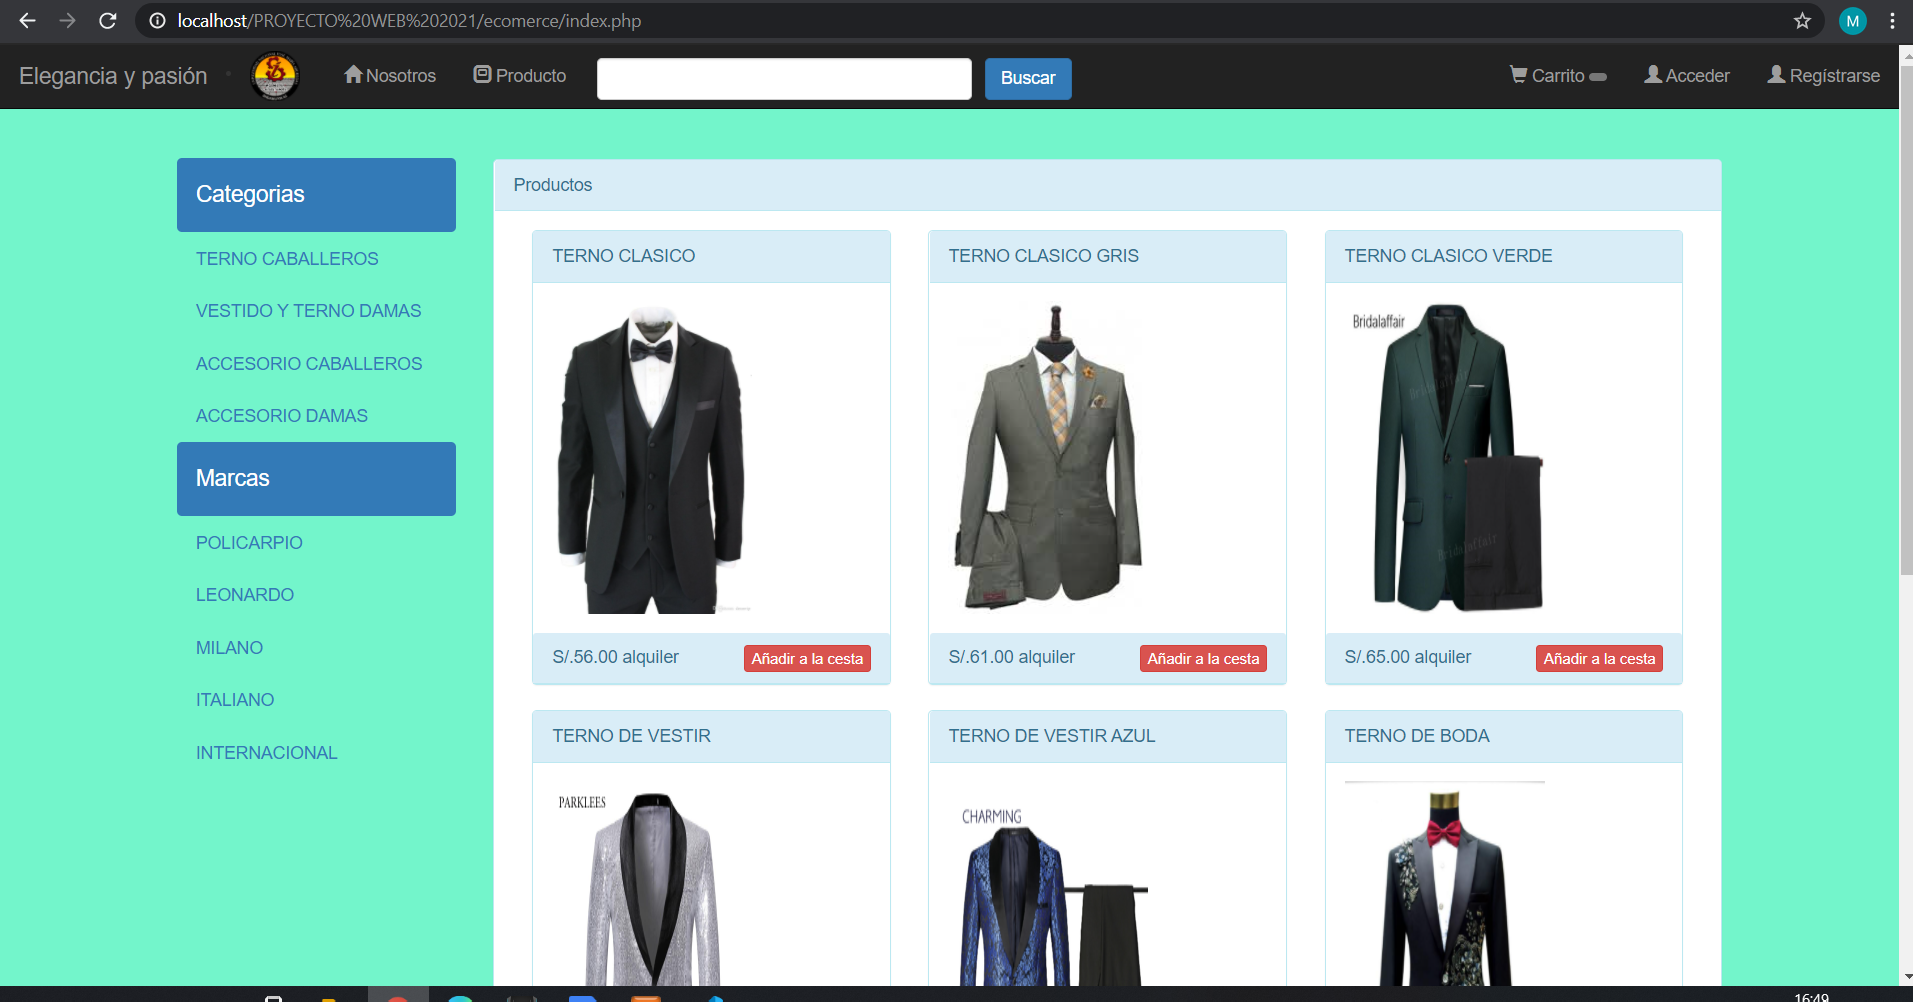 localhost/PROYECTO%20WEB%202021/ecomerce/index.php
M
Elegancia y pasión
Nosotros
Producto
Buscar
Carrito
Acceder
Regístrarse
Categorias
TERNO CABALLEROS
VESTIDO Y TERNO DAMAS
ACCESORIO CABALLEROS
ACCESORIO DAMAS
Marcas
POLICARPIO
LEONARDO
MILANO
ITALIANO
INTERNACIONAL
Productos
TERNO CLASICO
S/.56.00 alquiler
Añadir a la cesta
TERNO CLASICO GRIS
S/.61.00 alquiler
Añadir a la cesta
TERNO CLASICO VERDE
Bridalaffair
Bridalaffair
Bridalaffair
S/.65.00 alquiler
Añadir a la cesta
TERNO DE VESTIR
PARKLEES
TERNO DE VESTIR AZUL
CHARMING
TERNO DE BODA
16:49